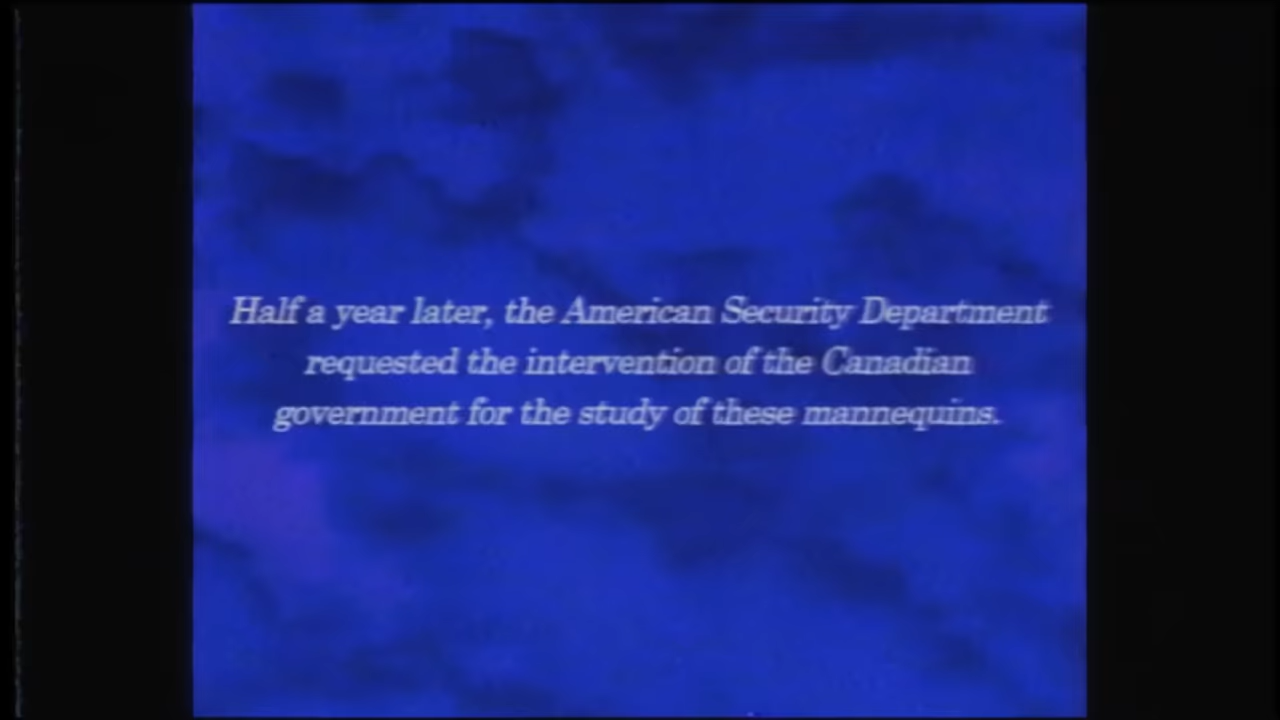 Half a year later, the American Security Department
requested the intervention of the Canadian
government for the study of these mannequins.